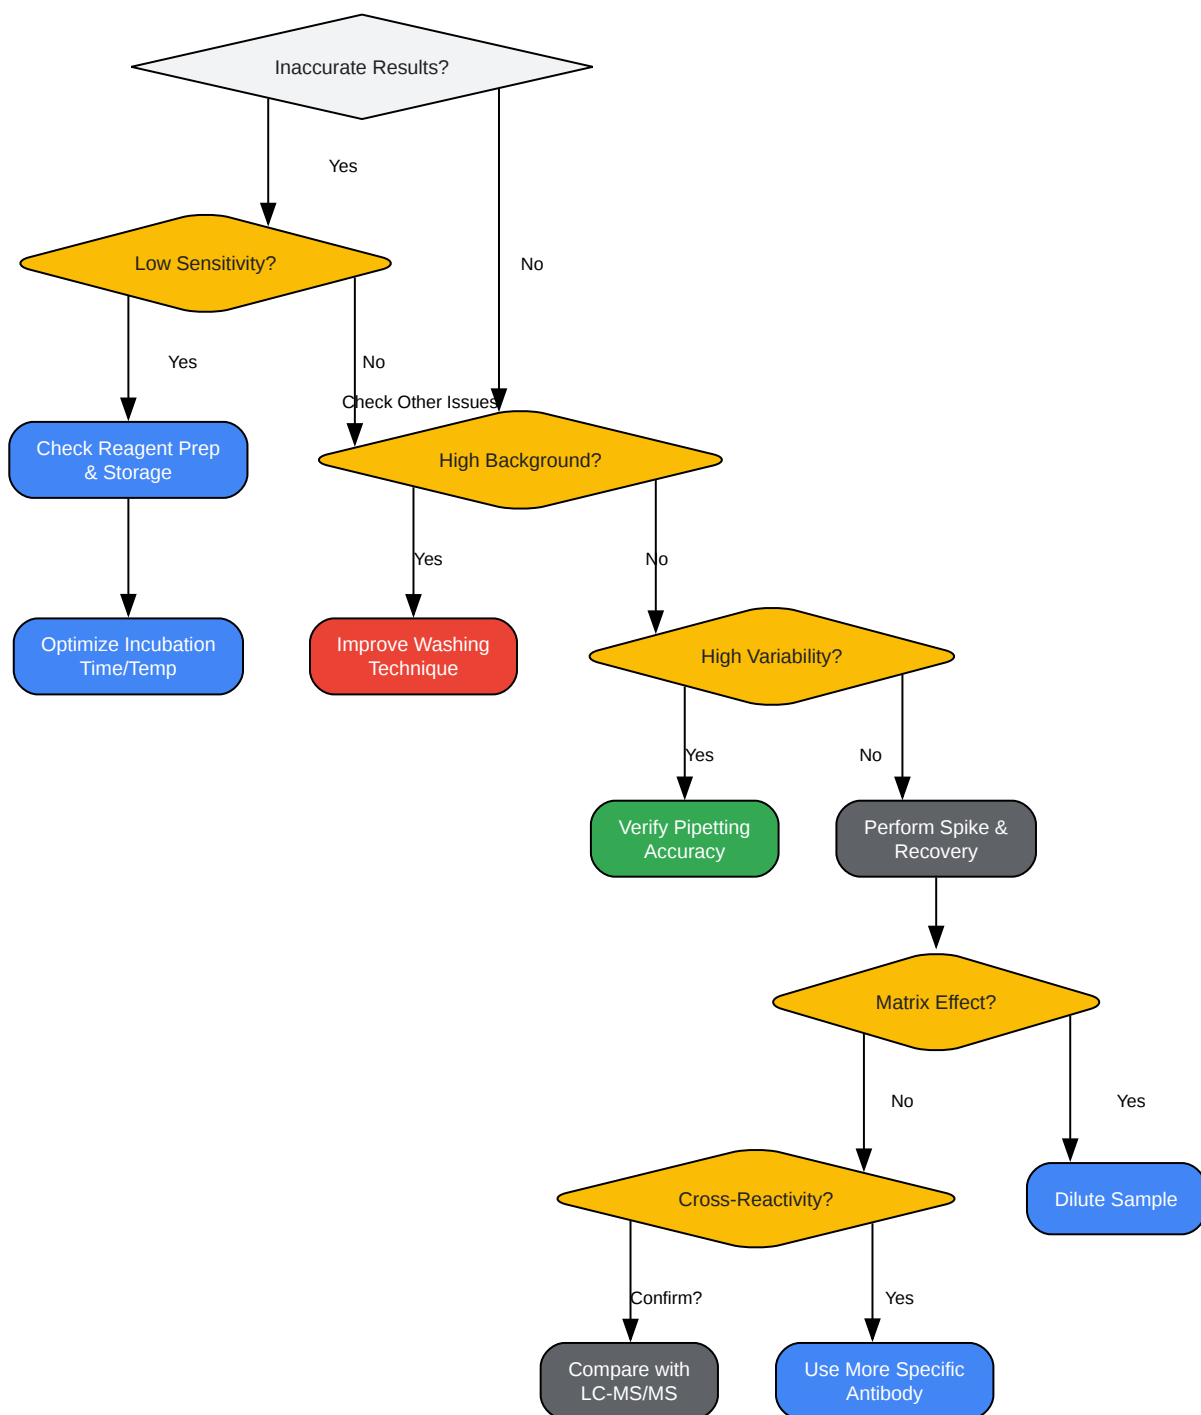 Inaccurate Results?
Yes
Low Sensitivity?
No
Yes
No
Check Other Issues
Check Reagent Prep
& Storage
High Background?
Yes
No
Optimize Incubation
Time/Temp
Improve Washing
Technique
High Variability?
Yes
No
Verify Pipetting
Accuracy
Perform Spike &
Recovery
Matrix Effect?
No
Yes
Cross-Reactivity?
Dilute Sample
Confirm?
Yes
Compare with
LC-MS/MS
Use More Specific
Antibody